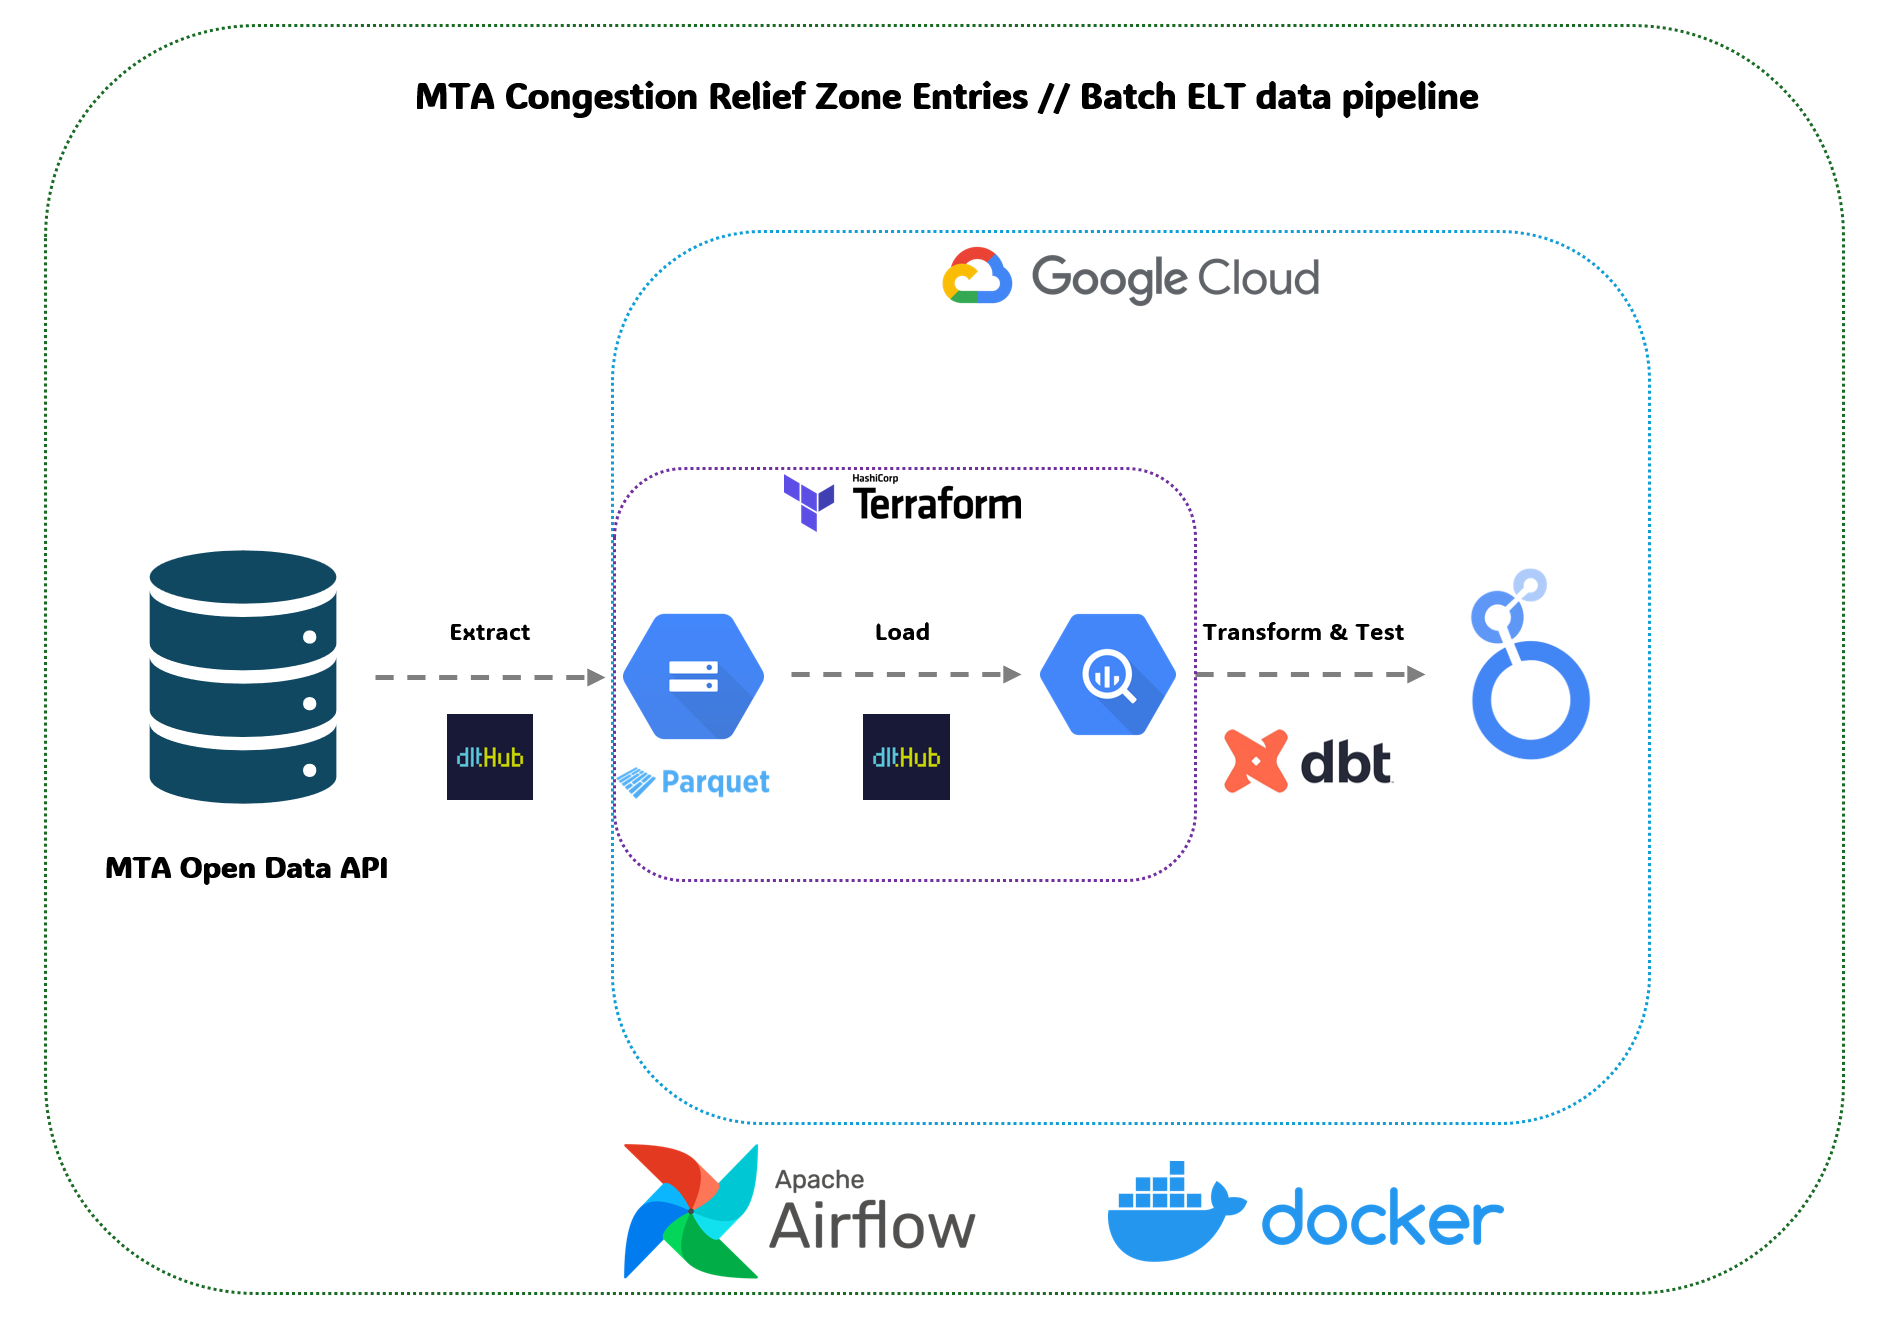 MTA Congestion Relief Zone Entries // Batch ELT data pipeline
Google Cloud
HashiCorp
Terraform
Extract
Load
Transform & Test
dltHub
dltHub
Parquet
dbt
MTA Open Data API
Apache
Airflow
docker